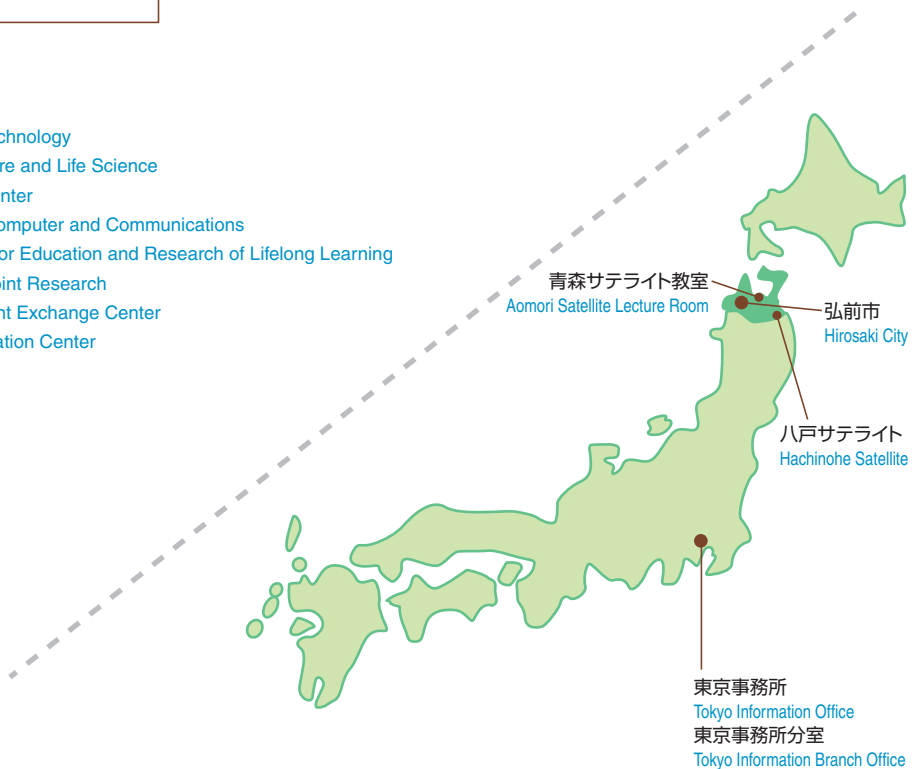 chnology
re and Life Science
nter
omputer and Communications
or Education and Research of Lifelong Learning
oint Research
nt Exchange Center
ation Center
青森サテライト教室
Aomori Satellite Lecture Room
弘前市
Hirosaki City
八戸サテライト
Hachinohe Satellite
東京事務所
Tokyo Information Office
東京事務所分室
Tokyo Information Branch Office